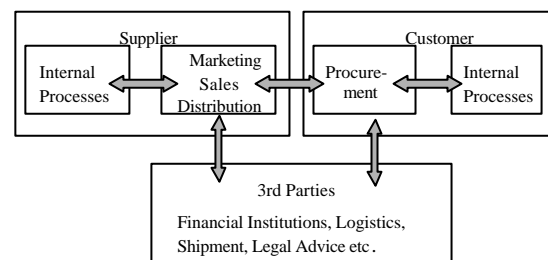 Supplier
Customer
Internal
Processes
Marketing
Sales
Distribution
Procure-
ment
Internal
Processes
3rd Parties
Financial Institutions, Logistics,
Shipment, Legal Advice etc.